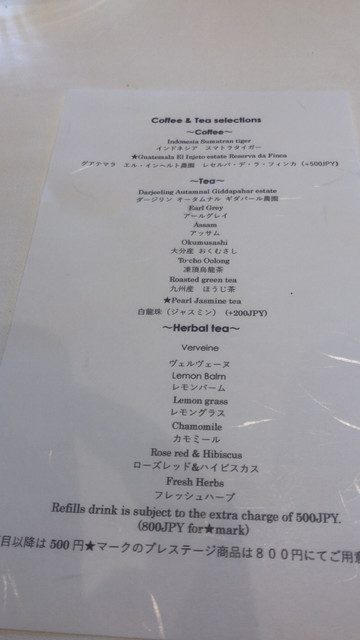 Coffee & Tea selections
～Coffee～
Indonesia Sumatran tiger
インドネシア スマトラタイガー
★Guatemala El Injeto estate Reserva da Finca
グアテマラ エル・インヘルト農園 レセルバ・デ・ラ・フィンカ (+500JPY)
～Tea～
Darjeeling Autamnal Giddapahar estate
ダージリン オータムナル ギダパール農園
Earl Grey
アールグレイ
Assam
アッサム
Okumusashi
大分産 おくむさし
To-cho Oolong
凍頂烏龍茶
Roasted green tea
九州産 ほうじ茶
★Pearl Jasmine tea
白龍珠（ジャスミン） (+200JPY)
～Herbal tea～
Verveine
ヴェルヴェーヌ
Lemon Balm
レモンバーム
Lemon grass
レモングラス
Chamomile
カモミール
Rose red & Hibiscus
ローズレッド&ハイビスカス
Fresh Herbs
フレッシュハーブ
Refills drink is subject to the extra charge of 500JPY.
(800JPY for★mark)
目以降は 500 円★マークのプレステージ商品は８００円にてご用意